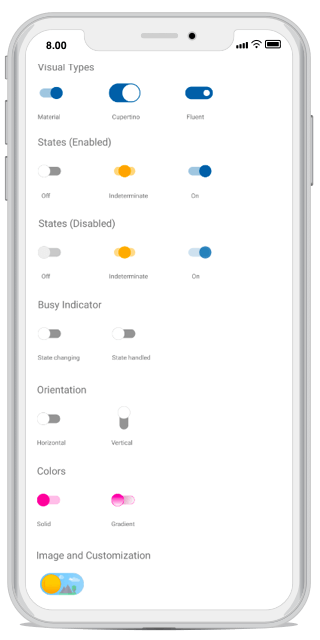 8.00
Visual Types
Material Cupertino Fluent
States (Enabled)
Off Indeterminate On
States (Disabled)
Off Indeterminate On
Busy Indicator
State changing State handled
Orientation
Horizontal Vertical
Colors
Solid Gradient
Image and Customization